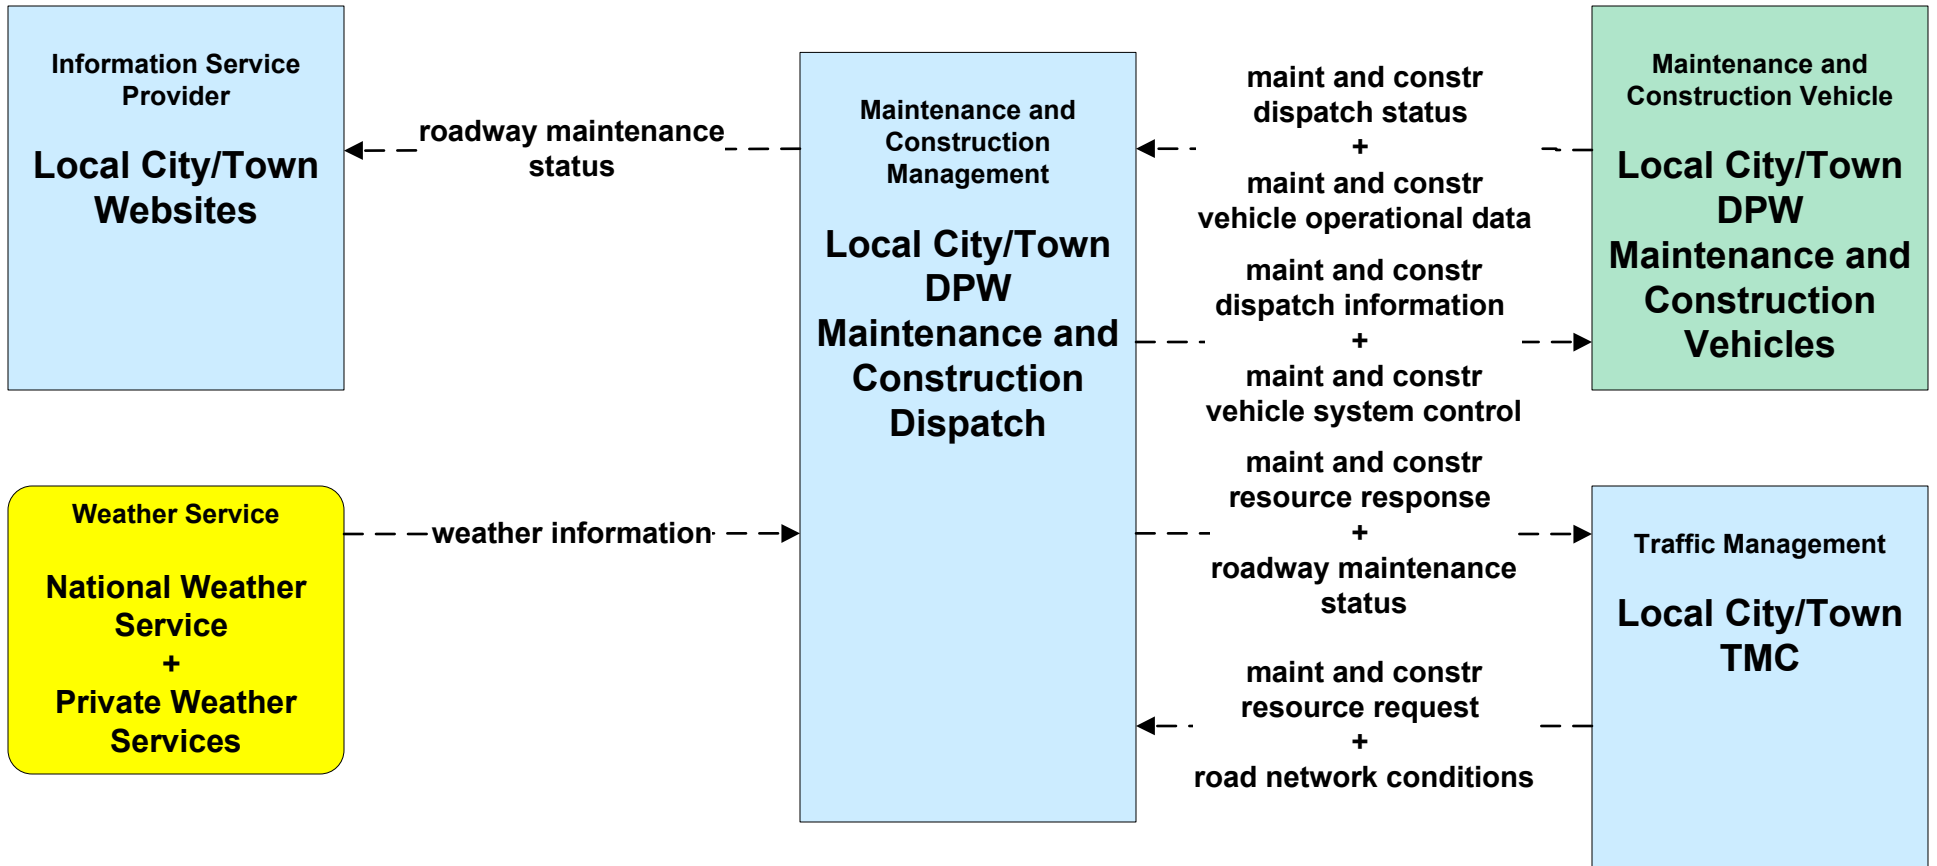 Information Service
Provider
Local City/Town
Websites
roadway maintenance
status
Weather Service
National Weather
Service
+
Private Weather
Services
weather information
Maintenance and
Construction
Management
Local City/Town
DPW
Maintenance and
Construction
Dispatch
maint and constr
dispatch status
+
maint and constr
vehicle operational data
maint and constr
dispatch information
+
maint and constr
vehicle system control
maint and constr
resource response
+
roadway maintenance
status
maint and constr
resource request
+
road network conditions
Maintenance and
Construction Vehicle
Local City/Town
DPW
Maintenance and
Construction
Vehicles
Traffic Management
Local City/Town
TMC